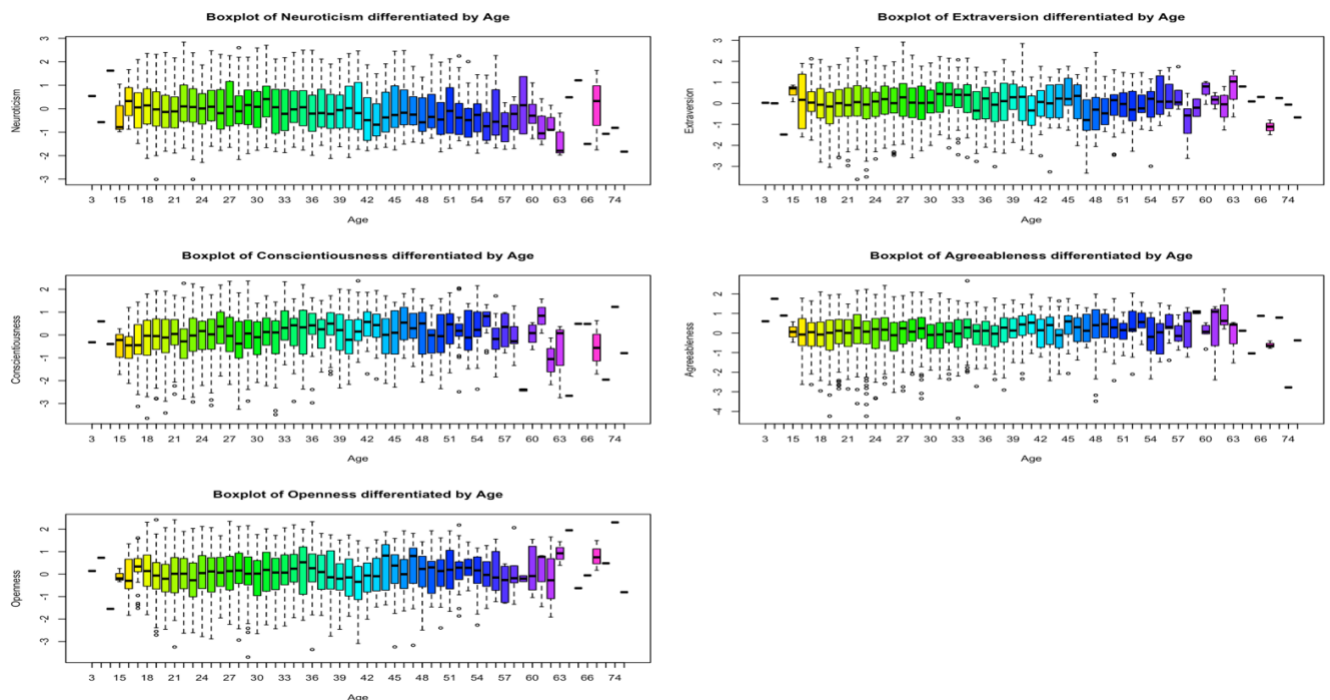 Boxplot of Neuroticism differentiated by Age
Neuroticism
3
2
1
0
-1
-2
-3
3 15 18 21 24 27 30 33 36 39 42 45 48 51 54 57 60 63 66 74
Age
Boxplot of Extraversion differentiated by Age
Extraversion
3
2
1
0
-1
-2
-3
3 15 18 21 24 27 30 33 36 39 42 45 48 51 54 57 60 63 66 74
Age
Boxplot of Conscientiousness differentiated by Age
Conscientiousness
2
1
0
-1
-2
-3
3 15 18 21 24 27 30 33 36 39 42 45 48 51 54 57 60 63 66 74
Age
Boxplot of Agreeableness differentiated by Age
Agreeableness
2
1
0
-1
-2
-3
-4
3 15 18 21 24 27 30 33 36 39 42 45 48 51 54 57 60 63 66 74
Age
Boxplot of Openness differentiated by Age
Openness
2
1
0
-1
-2
-3
3 15 18 21 24 27 30 33 36 39 42 45 48 51 54 57 60 63 66 74
Age